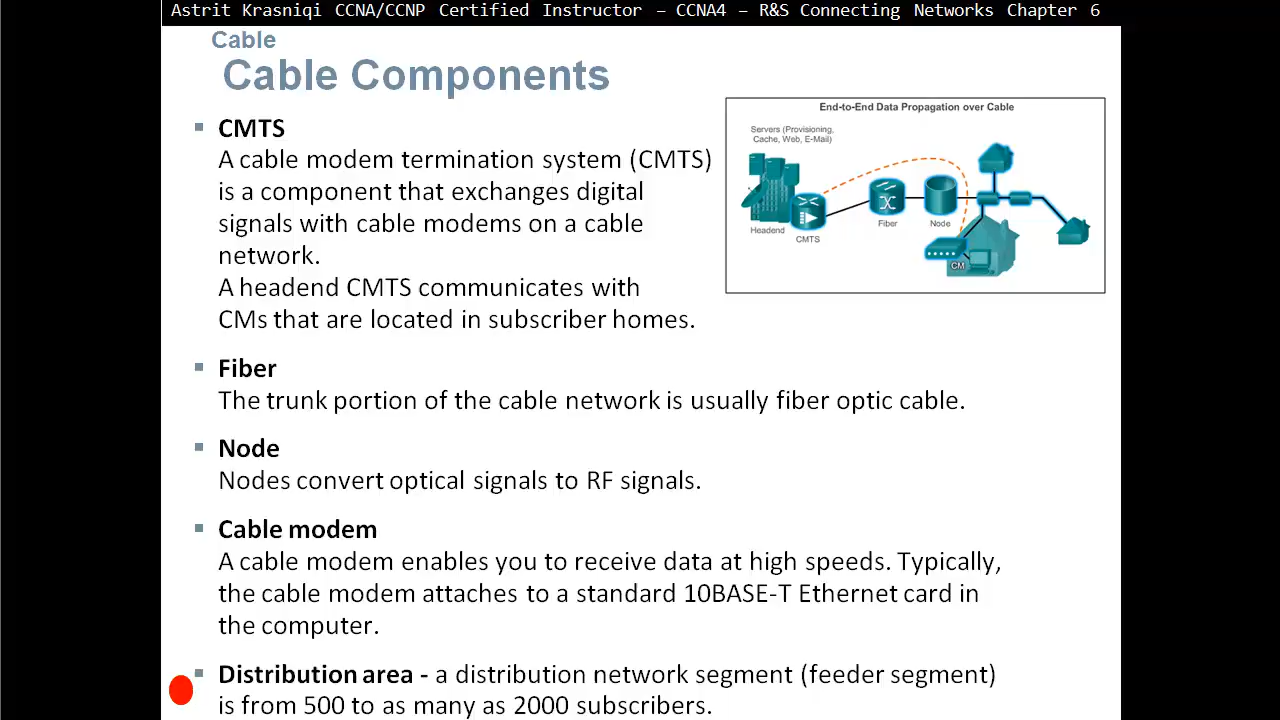 Astrit Krasniqi CCNA/CCNP Certified Instructor – CCNA4 – R&S Connecting Networks Chapter 6
Cable
Cable Components
CMTS
A cable modem termination system (CMTS)
is a component that exchanges digital
signals with cable modems on a cable
network.
A headend CMTS communicates with
CMs that are located in subscriber homes.
End-to-End Data Propagation over Cable
Servers (Provisioning,
Cache, Web, E-Mail)
Headend
CMTS
Fiber
Node
CM
Fiber
The trunk portion of the cable network is usually fiber optic cable.
Node
Nodes convert optical signals to RF signals.
Cable modem
A cable modem enables you to receive data at high speeds. Typically,
the cable modem attaches to a standard 10BASE-T Ethernet card in
the computer.
Distribution area - a distribution network segment (feeder segment)
is from 500 to as many as 2000 subscribers.